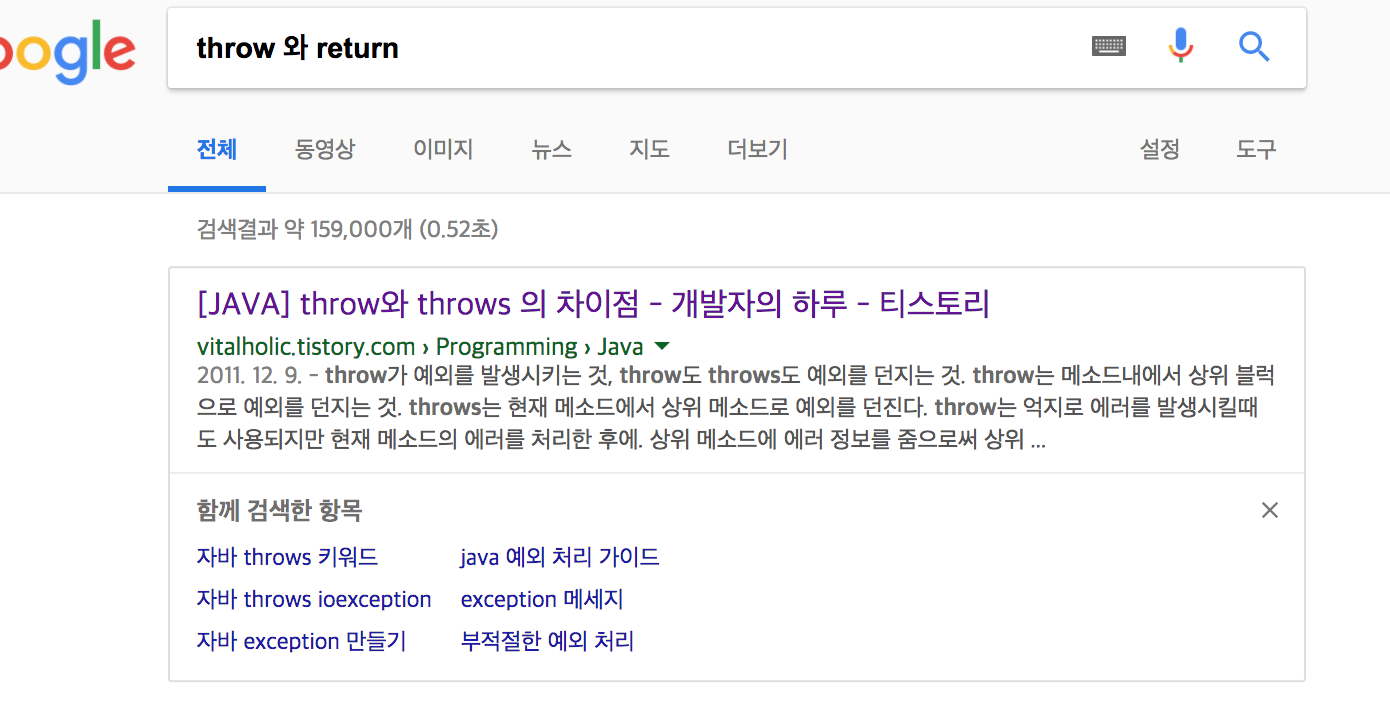 oogle
throw 와 return
전체 동영상 이미지 뉴스 지도 더보기 설정 도구
검색결과 약 159,000개 (0.52초)
[JAVA] throw와 throws 의 차이점 - 개발자의 하루 - 티스토리
vitalholic.tistory.com › Programming › Java
2011. 12. 9. - throw가 예외를 발생시키는 것, throw도 throws도 예외를 던지는 것. throw는 메소드내에서 상위 블럭
으로 예외를 던지는 것. throws는 현재 메소드에서 상위 메소드로 예외를 던진다. throw는 억지로 에러를 발생시킬때
도 사용되지만 현재 메소드의 에러를 처리한 후에. 상위 메소드에 에러 정보를 줌으로써 상위 ...
함께 검색한 항목
자바 throws 키워드 java 예외 처리 가이드
자바 throws ioexception exception 메세지
자바 exception 만들기 부적절한 예외 처리